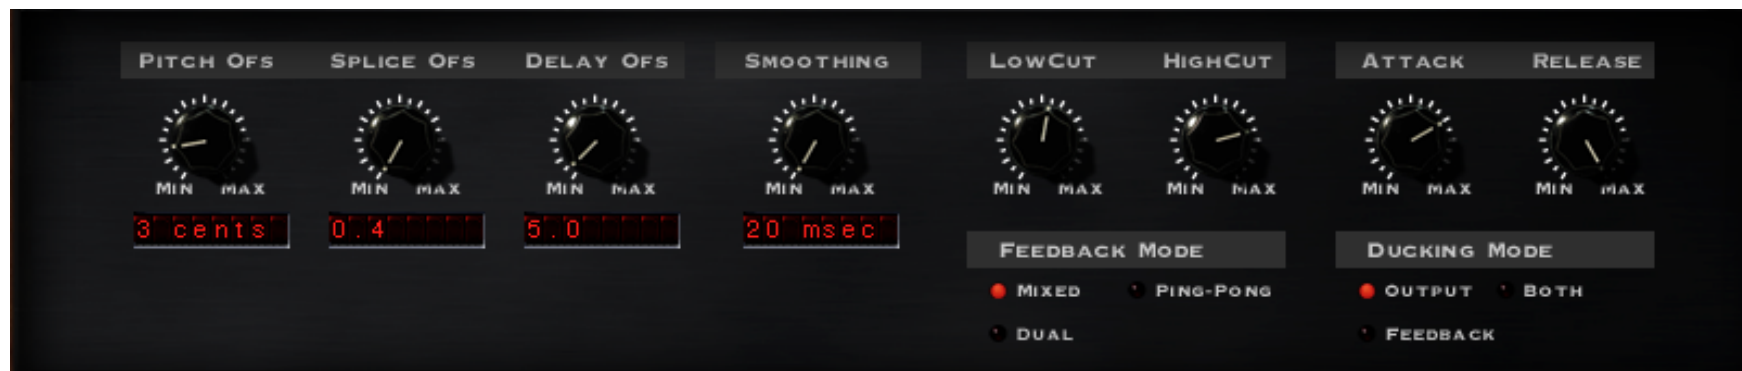 PITCH OFS SPLICE OFS DELAY OFS SMOOTHING LOWCUT HIGHCUT ATTACK RELEASE
MIN MAX MIN MAX MIN MAX MIN MAX MIN MAX MIN MAX MIN MAX MIN MAX
3 cents 0.4 5.0 20 msec
FEEDBACK MODE DUCKING MODE
MIXED PING-PONG OUTPUT BOTH
DUAL FEEDBACK